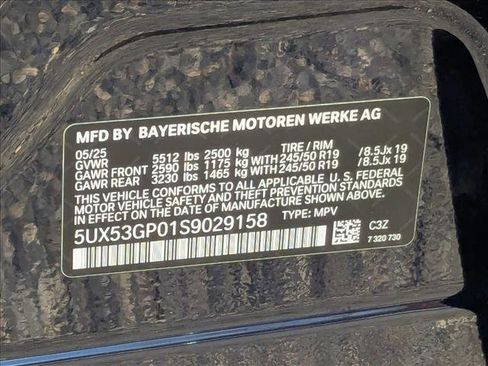 MFD BY BAYERISCHE MOTOREN WERKE AG
05/25 TIRE / RIM
GVWR 5512 lbs 2500 kg
GAWR FRONT 2590 lbs 1175 kg WITH 245/50 R19 /8.5Jx 19
GAWR REAR 3230 lbs 1465 kg WITH 245/50 R19 /8.5Jx 19
THIS VEHICLE CONFORMS TO ALL APPLICABLE U. S. FEDERAL
MOTOR VEHICLE SAFETY AND THEFT PREVENTION STANDARDS
IN EFFECT ON THE DATE OF MANUFACTURE SHOWN ABOVE.
5UX53GP01S9029158 TYPE: MPV
C3Z
7 320 730